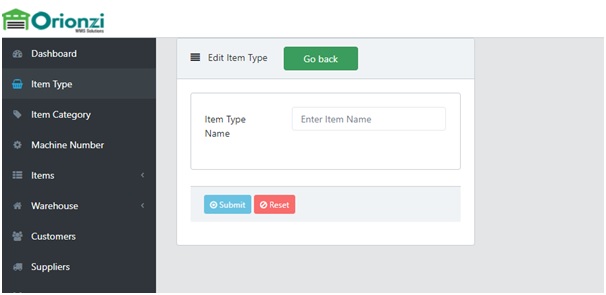 Orionzi
WMS Solutions
Dashboard
Item Type
Item Category
Machine Number
Items
Warehouse
Customers
Suppliers
Edit Item Type
Go back
Item Type
Name
Enter Item Name
Submit
Reset